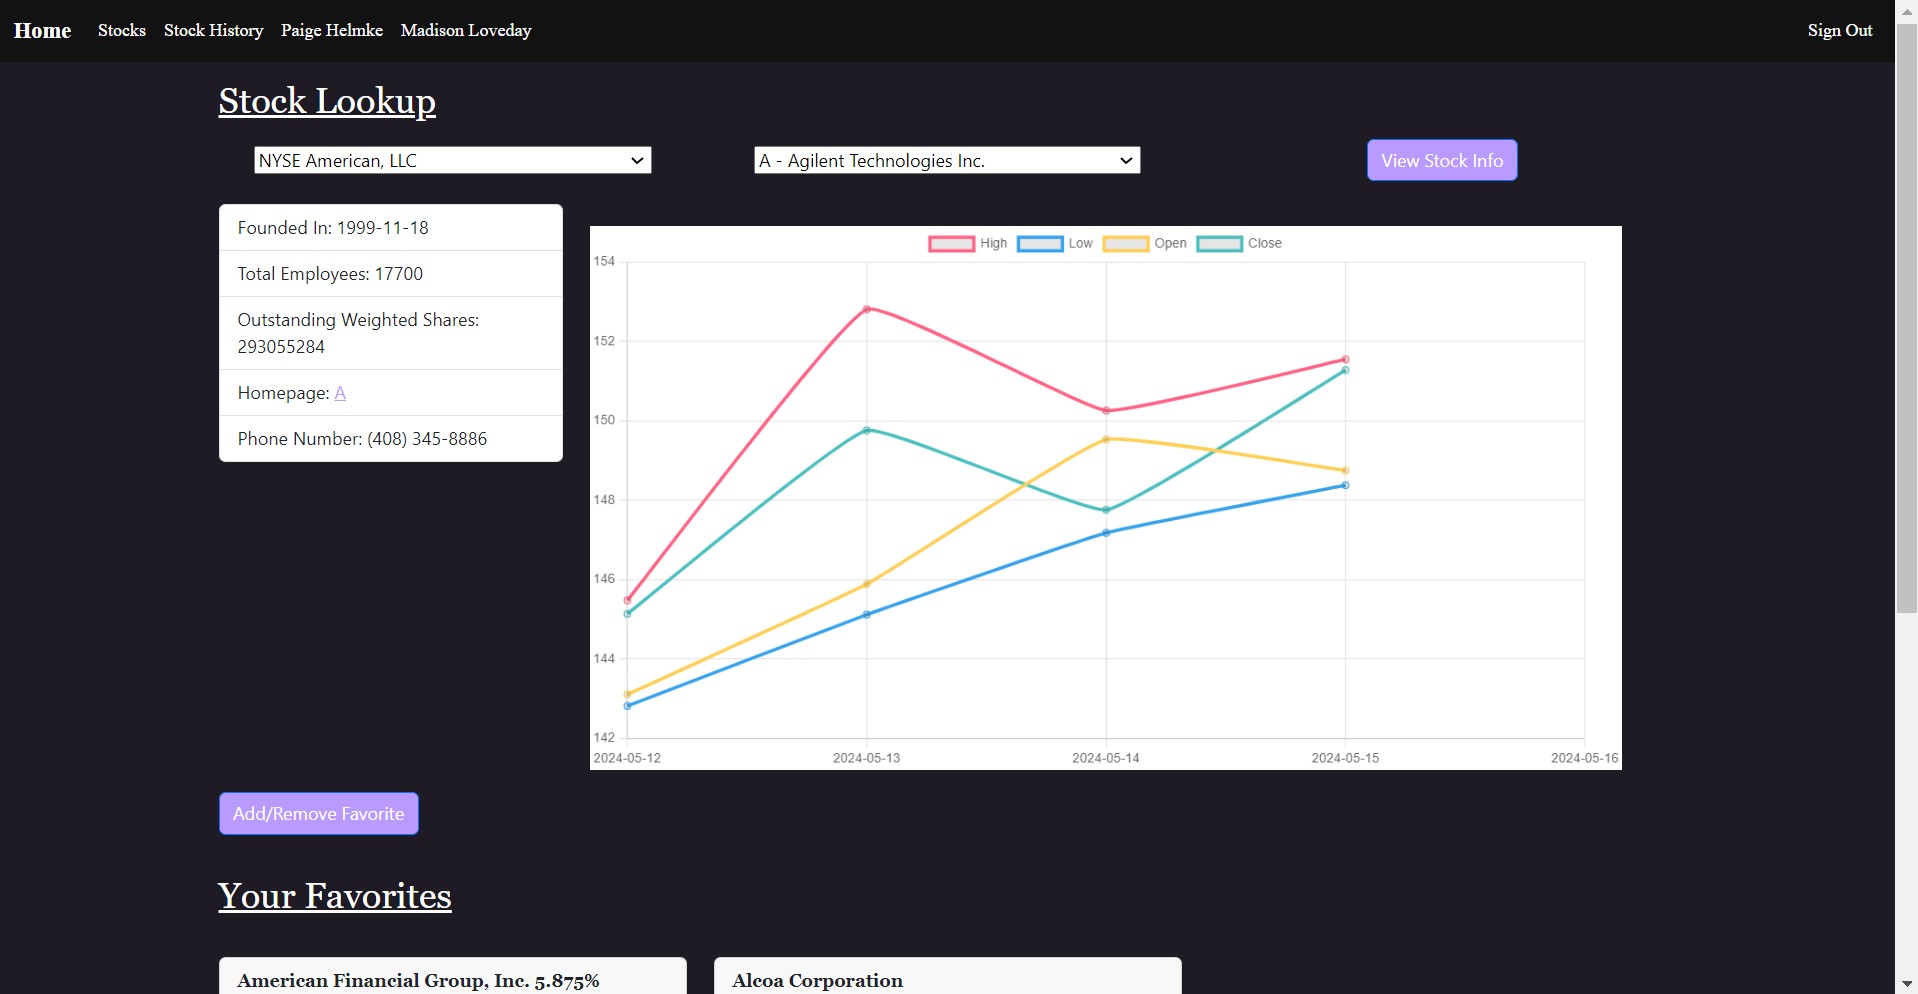 Home Stocks Stock History Paige Helmke Madison Loveday Sign Out
Stock Lookup
NYSE American, LLC
A - Agilent Technologies Inc.
View Stock Info
Founded In: 1999-11-18
Total Employees: 17700
Outstanding Weighted Shares:
293055284
Homepage: A
Phone Number: (408) 345-8886
High Low Open Close
154
152
150
148
146
144
142
2024-05-12 2024-05-13 2024-05-14 2024-05-15 2024-05-16
Add/Remove Favorite
Your Favorites
American Financial Group, Inc. 5.875%
Alcoa Corporation